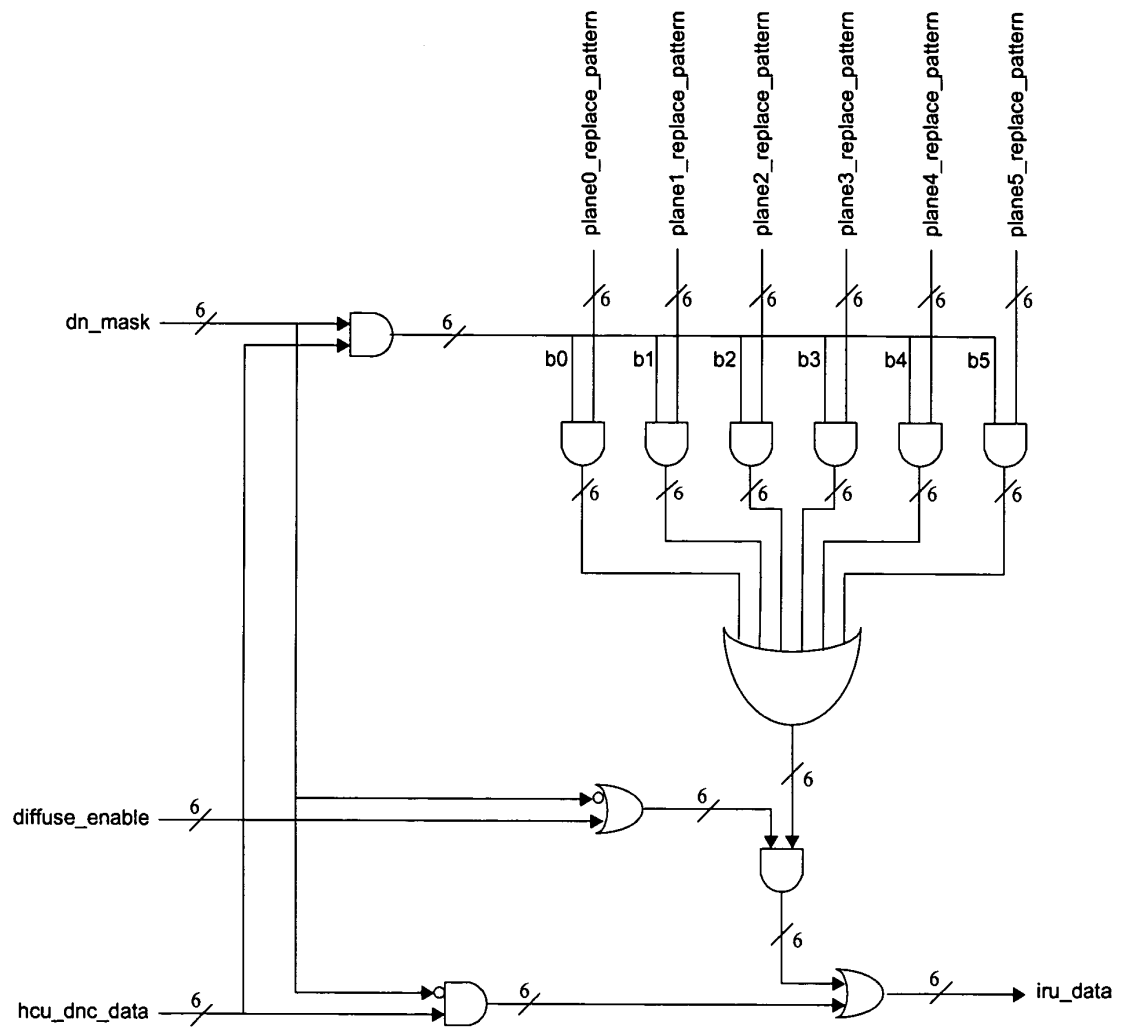 plane0_replace_pattern
plane1_replace_pattern
plane2_replace_pattern
plane3_replace_pattern
plane4_replace_pattern
plane5_replace_pattern
6 6 6 6 6 6
dn_mask 6 6
b0 b1 b2 b3 b4 b5
6 6 6 6 6 6
6
diffuse_enable 6 6
6
hcu_dnc_data 6 6 6 iru_data